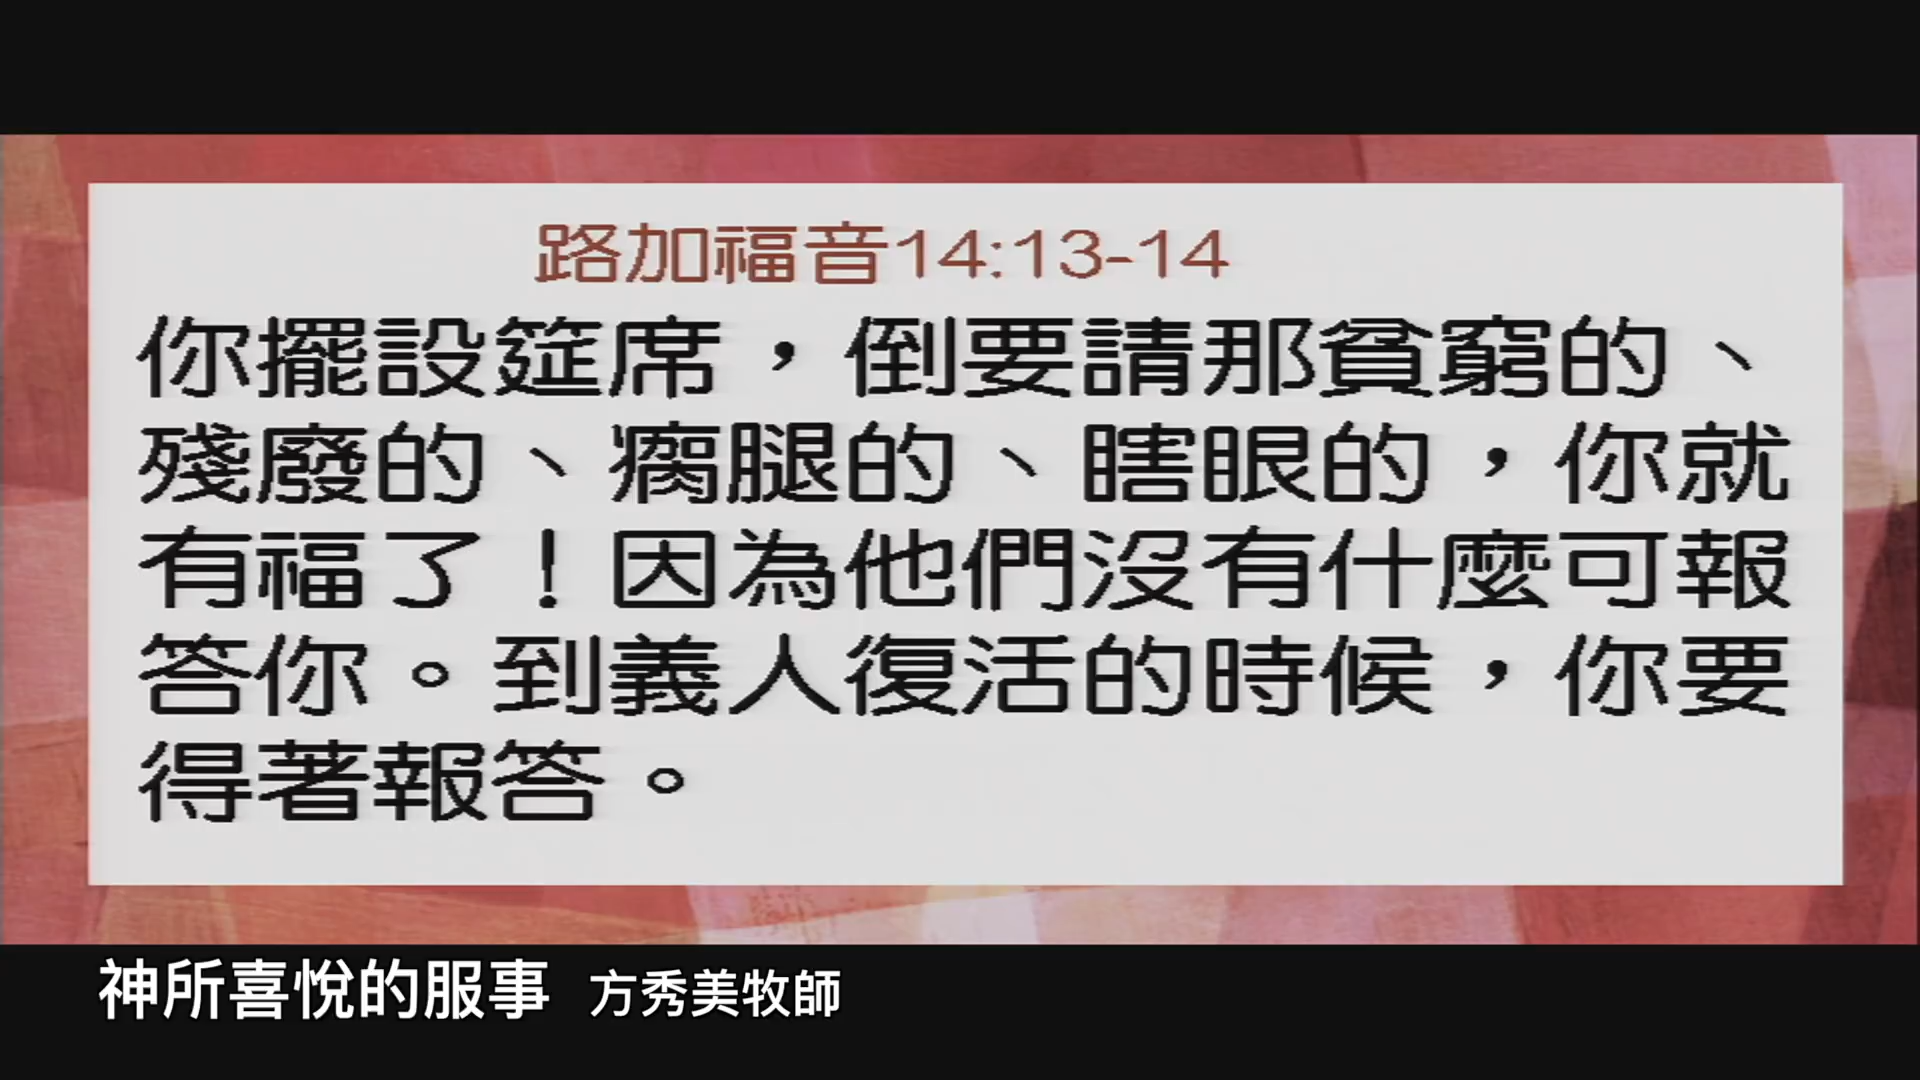 路加福音14:13-14
你擺設筵席，倒要請那貧窮的、
殘廢的、瘸腿的、瞎眼的，你就
有福了！因為他們沒有什麼可報
答你。到義人復活的時候，你要
得著報答。
神所喜悅的服事 方秀美牧師